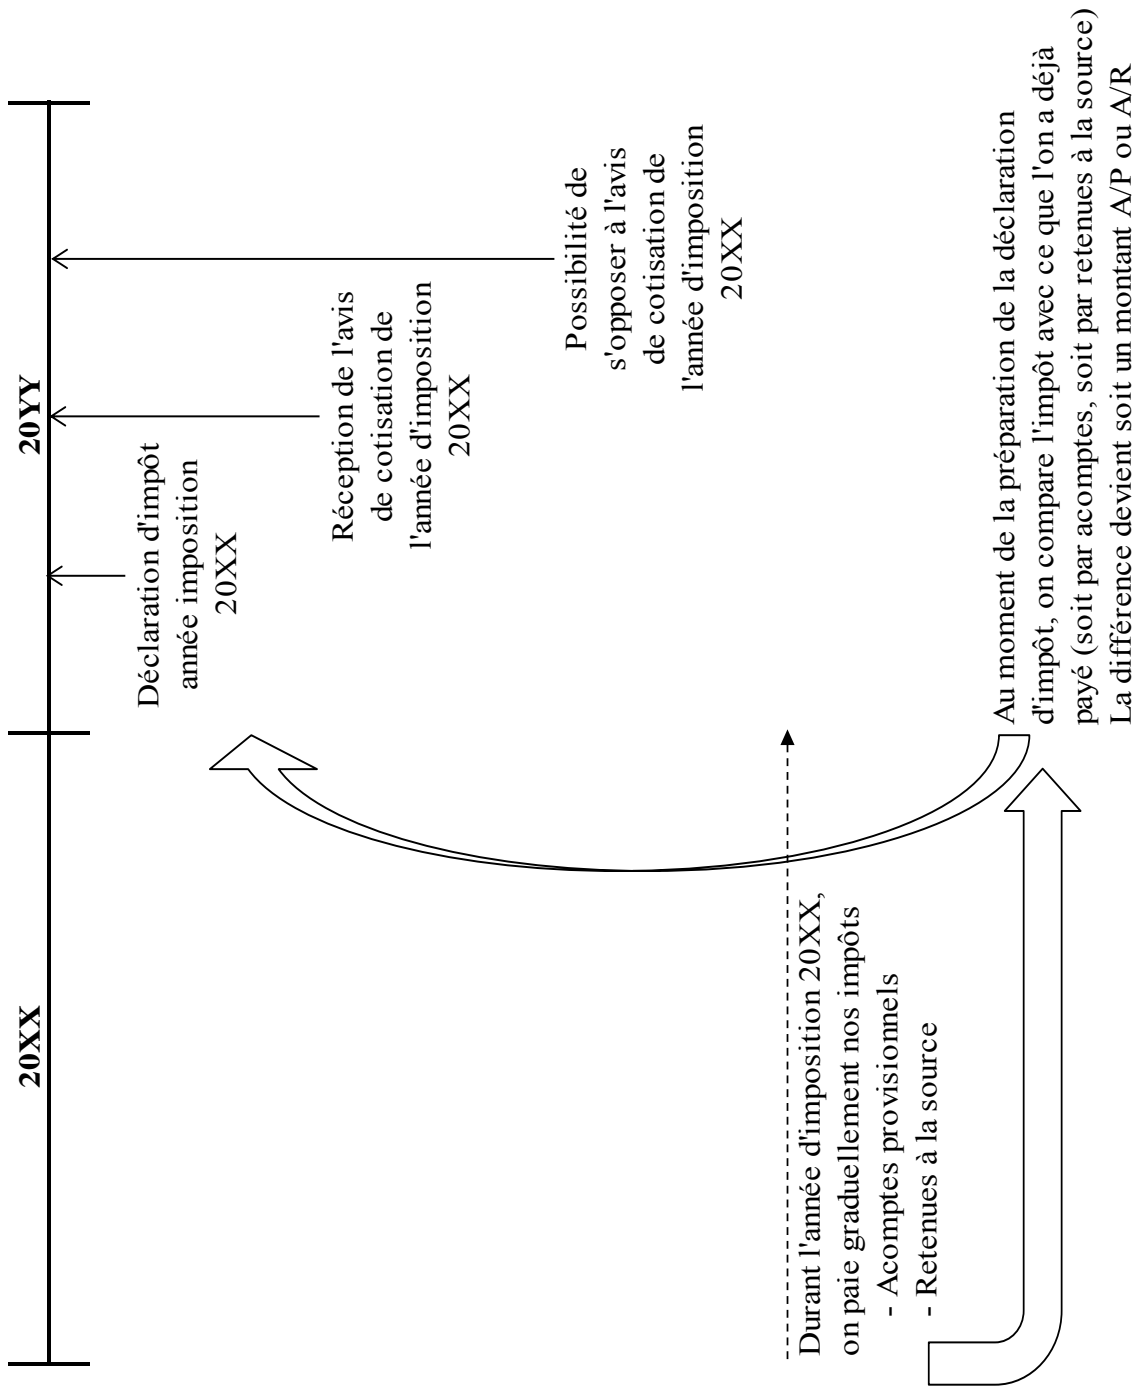 20XX
20YY
Déclaration d'impôt
année imposition
20XX
Réception de l'avis
de cotisation de
l'année d'imposition
20XX
Possibilité de
s'opposer à l'avis
de cotisation de
l'année d'imposition
20XX
Durant l'année d'imposition 20XX,
on paie graduellement nos impôts
- Acomptes provisionnels
- Retenues à la source
Au moment de la préparation de la déclaration
d'impôt, on compare l'impôt avec ce que l'on a déjà
payé (soit par acomptes, soit par retenues à la source)
La différence devient soit un montant A/P ou A/R